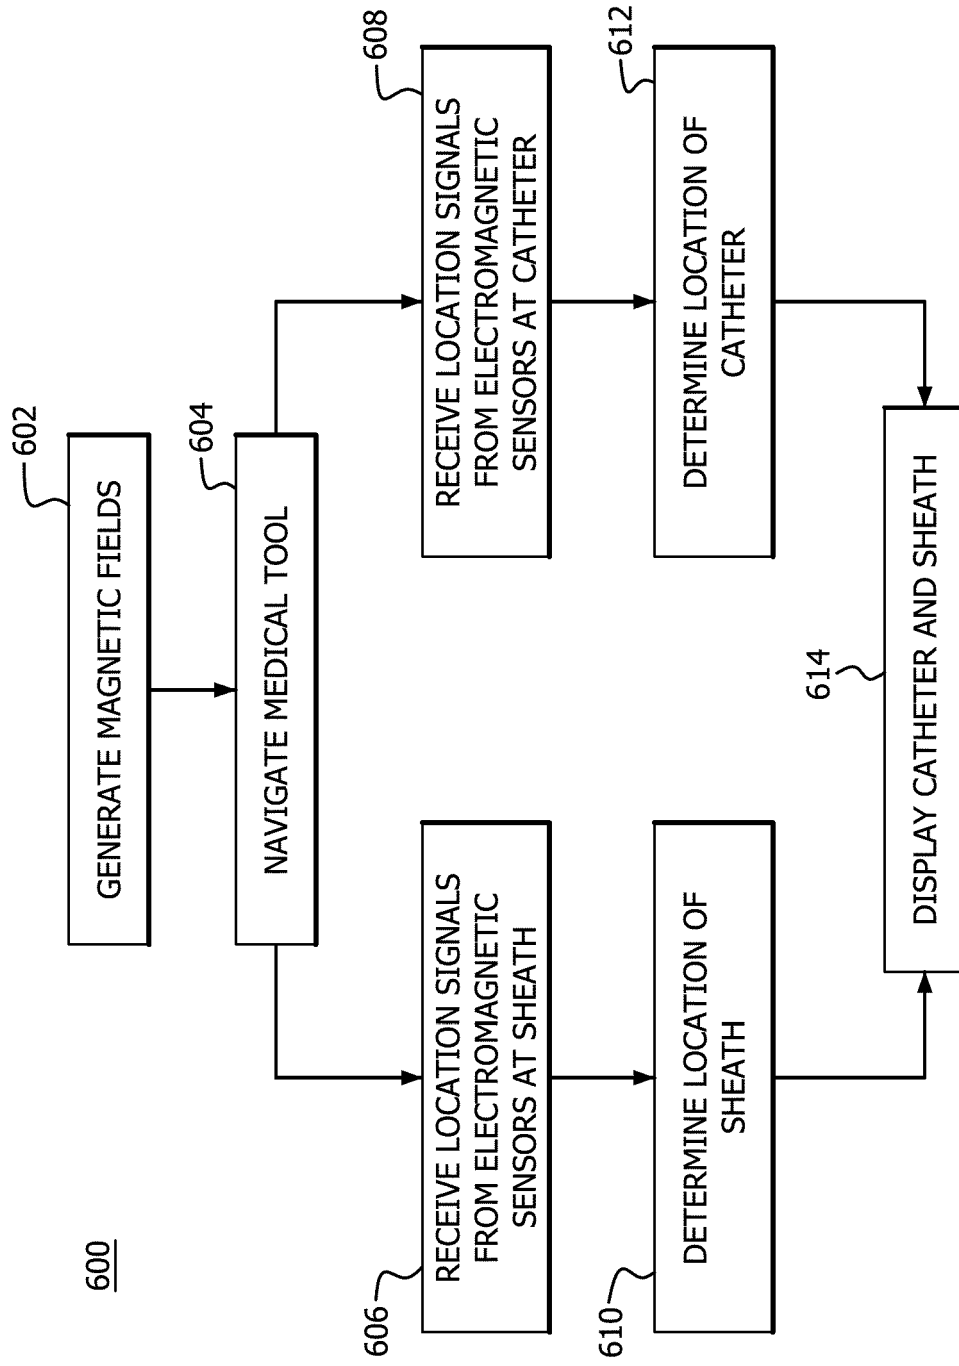 600
602
GENERATE MAGNETIC FIELDS
604
NAVIGATE MEDICAL TOOL
606
RECEIVE LOCATION SIGNALS
FROM ELECTROMAGNETIC
SENSORS AT SHEATH
608
RECEIVE LOCATION SIGNALS
FROM ELECTROMAGNETIC
SENSORS AT CATHETER
610
DETERMINE LOCATION OF
SHEATH
612
DETERMINE LOCATION OF
CATHETER
614
DISPLAY CATHETER AND SHEATH